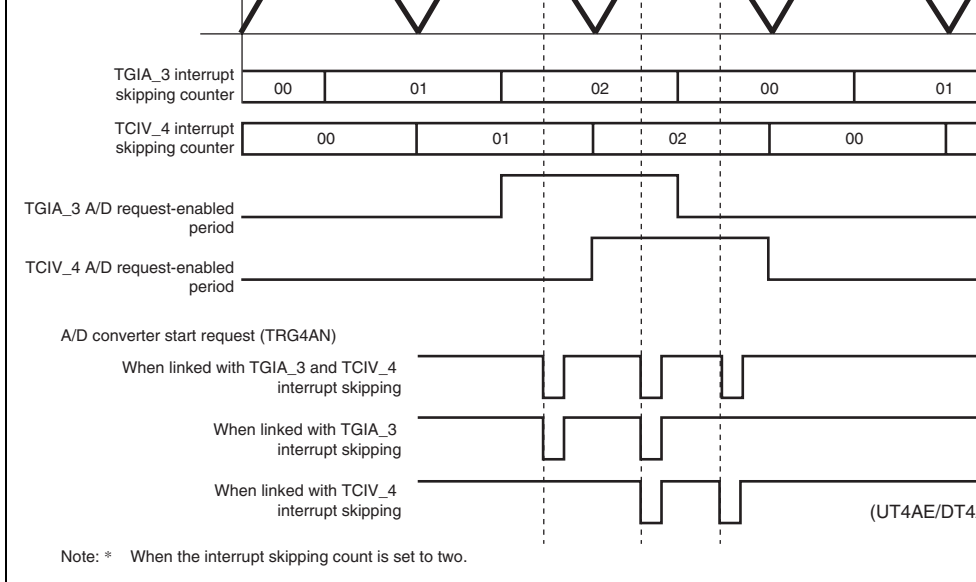 TGIA_3 interrupt
skipping counter
00 01 02 00 01
TCIV_4 interrupt
skipping counter
00 01 02 00
TGIA_3 A/D request-enabled
period
TCIV_4 A/D request-enabled
period
A/D converter start request (TRG4AN)
When linked with TGIA_3 and TCIV_4
interrupt skipping
When linked with TGIA_3
interrupt skipping
When linked with TCIV_4
interrupt skipping
(UT4AE/DT4
Note: * When the interrupt skipping count is set to two.